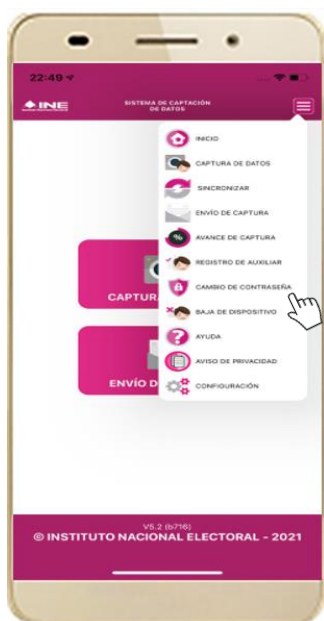 22:49
INE
SISTEMA DE CAPTACIÓN
DE DATOS
INICIO
CAPTURA DE DATOS
SINCRONIZAR
ENVÍO DE CAPTURA
%
AVANCE DE CAPTURA
REGISTRO DE AUXILIAR
CAPTUR
CAMBIO DE CONTRASEÑA
BAJA DE DISPOSITIVO
?
AYUDA
AVISO DE PRIVACIDAD
ENVÍO D
CONFIGURACIÓN
V5.2 (b716)
© INSTITUTO NACIONAL ELECTORAL - 2021